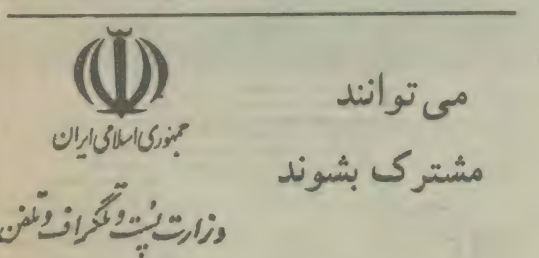 می توانند
مشترک بشوند
جمهوری اسلامی ایران
وزارت پست و تلگراف و تلفن